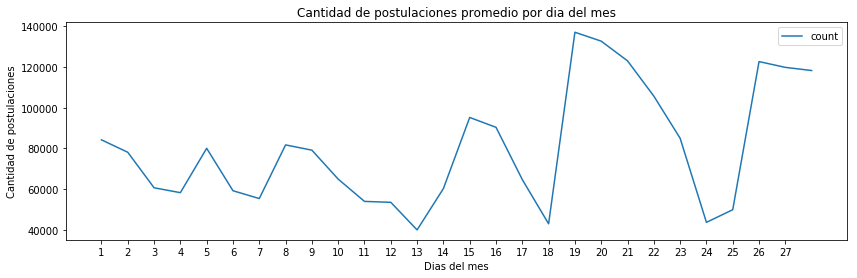 Cantidad de postulaciones promedio por dia del mes
count
Cantidad de postulaciones
140000
120000
100000
80000
60000
40000
1 2 3 4 5 6 7 8 9 10 11 12 13 14 15 16 17 18 19 20 21 22 23 24 25 26 27
Dias del mes